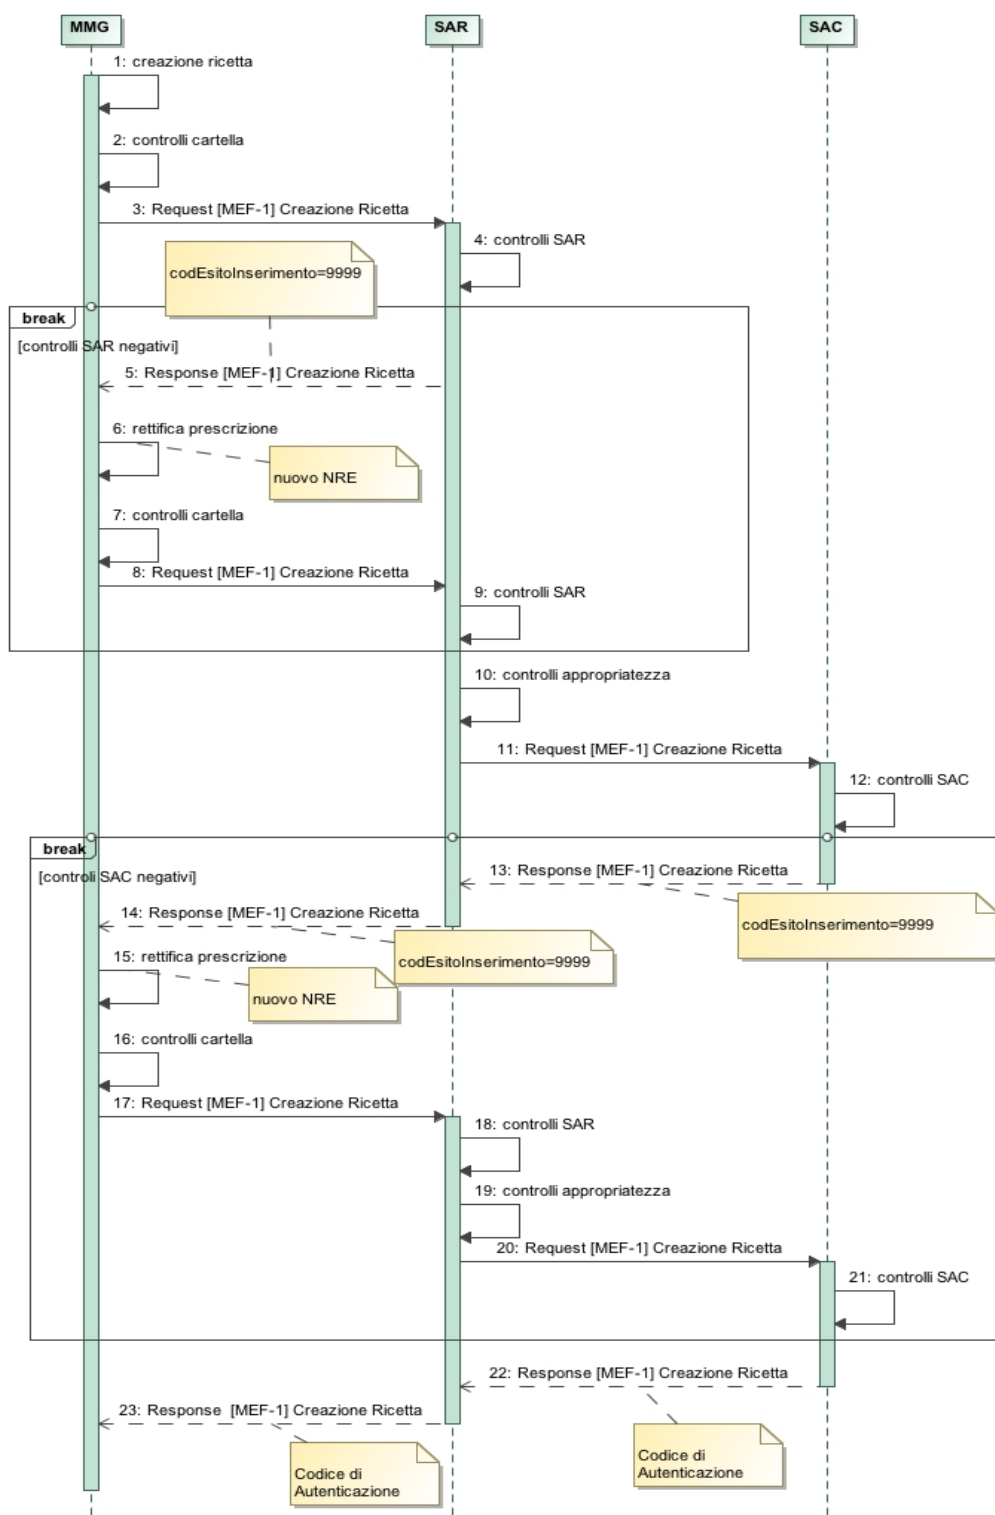 MMG
SAR
SAC
1: creazione ricetta
2: controlli cartella
3: Request [MEF-1] Creazione Ricetta
4: controlli SAR
codEsitoInserimento=9999
break
[controlli SAR negativi]
5: Response [MEF-1] Creazione Ricetta
6: rettifica prescrizione
nuovo NRE
7: controlli cartella
8: Request [MEF-1] Creazione Ricetta
9: controlli SAR
10: controlli appropriatezza
11: Request [MEF-1] Creazione Ricetta
12: controlli SAC
break
[controli SAC negativi]
13: Response [MEF-1] Creazione Ricetta
codEsitoInserimento=9999
14: Response [MEF-1] Creazione Ricetta
codEsitoInserimento=9999
15: rettifica prescrizione
nuovo NRE
16: controlli cartella
17: Request [MEF-1] Creazione Ricetta
18: controlli SAR
19: controlli appropriatezza
20: Request [MEF-1] Creazione Ricetta
21: controlli SAC
22: Response [MEF-1] Creazione Ricetta
23: Response [MEF-1] Creazione Ricetta
Codice di
Autenticazione
Codice di
Autenticazione